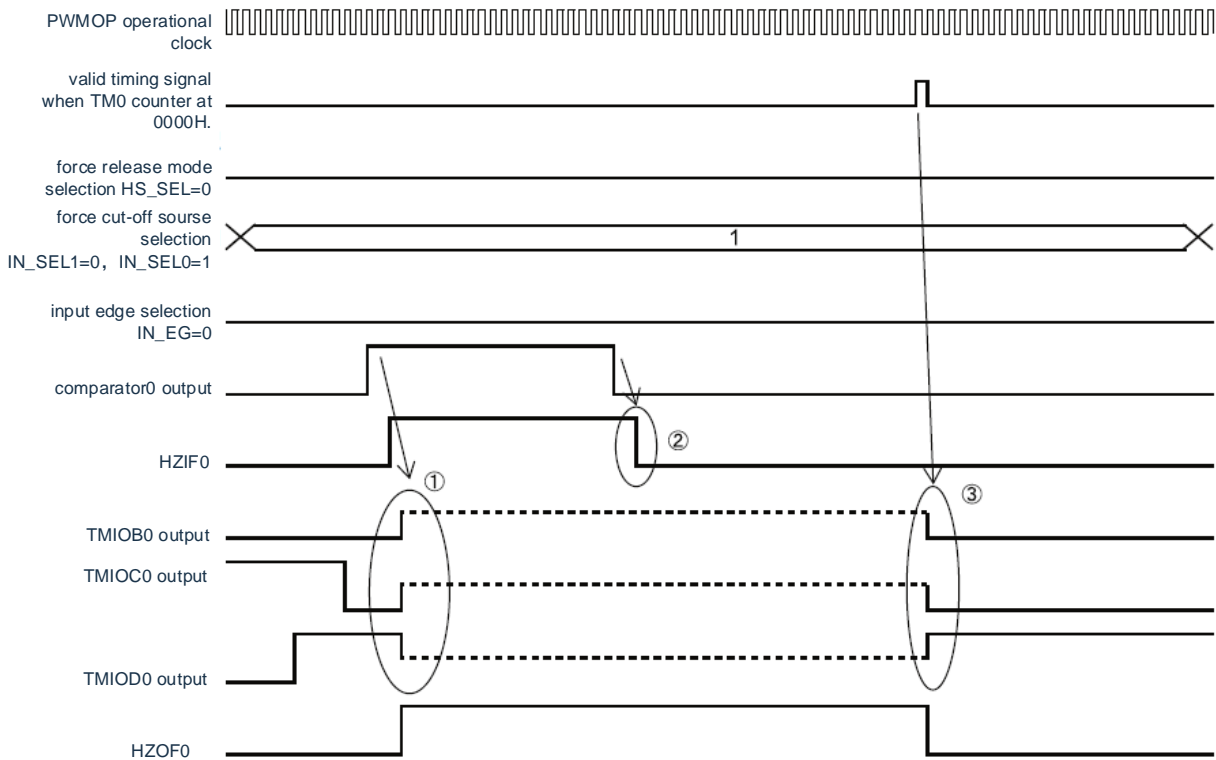 PWMOP operational
clock
valid timing signal
when TM0 counter at
0000H.
force release mode
selection HS_SEL=0
force cut-off sourse
selection
IN_SEL1=0，IN_SEL0=1
1
input edge selection
IN_EG=0
comparator0 output
HZIF0
②
①
③
TMIOB0 output
TMIOC0 output
TMIOD0 output
HZOF0